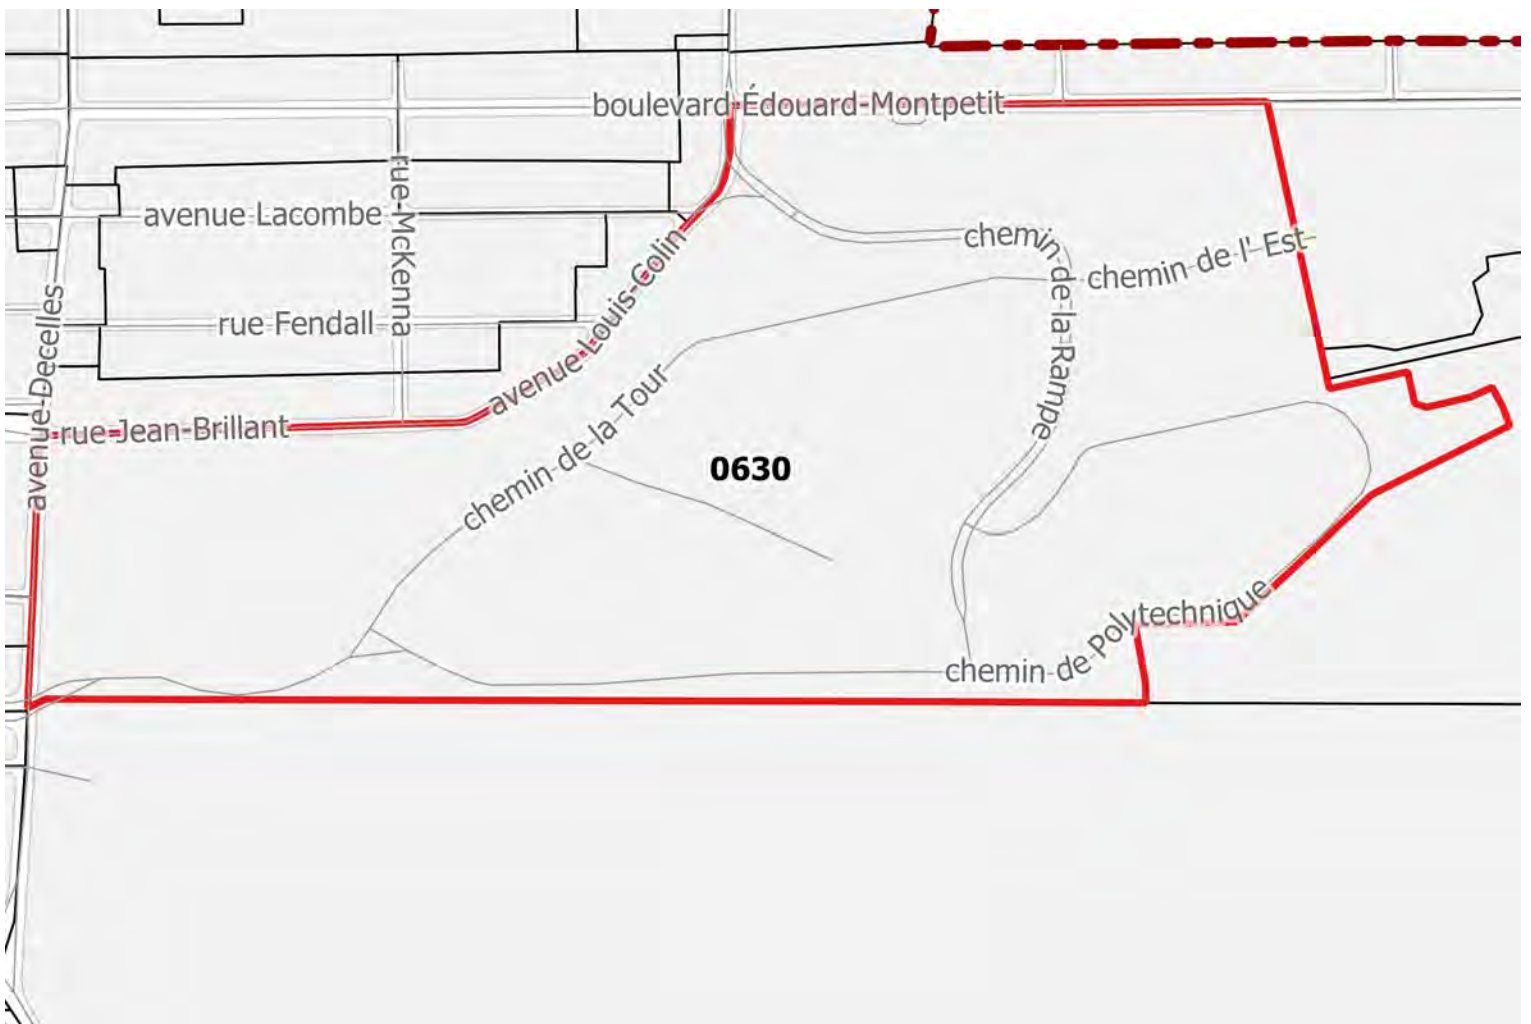 boulevard Édouard-Montpetit
rue McKenna
avenue Lacombe
chemin de la Rampe
chemin de l' Est
avenue Louis-Colin
rue Fendall
avenue Decelles
chemin de la Tour
rue Jean-Brillant
0630
chemin de Polytechnique